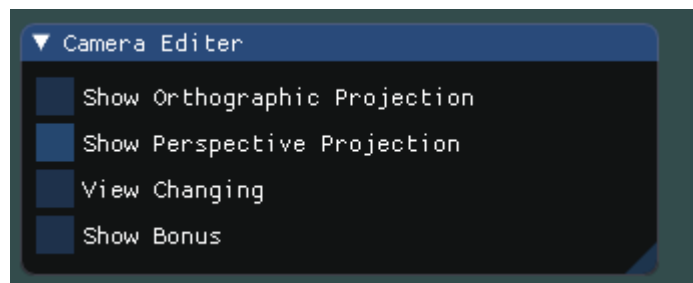 Camera Editer
Show Orthographic Projection
Show Perspective Projection
View Changing
Show Bonus